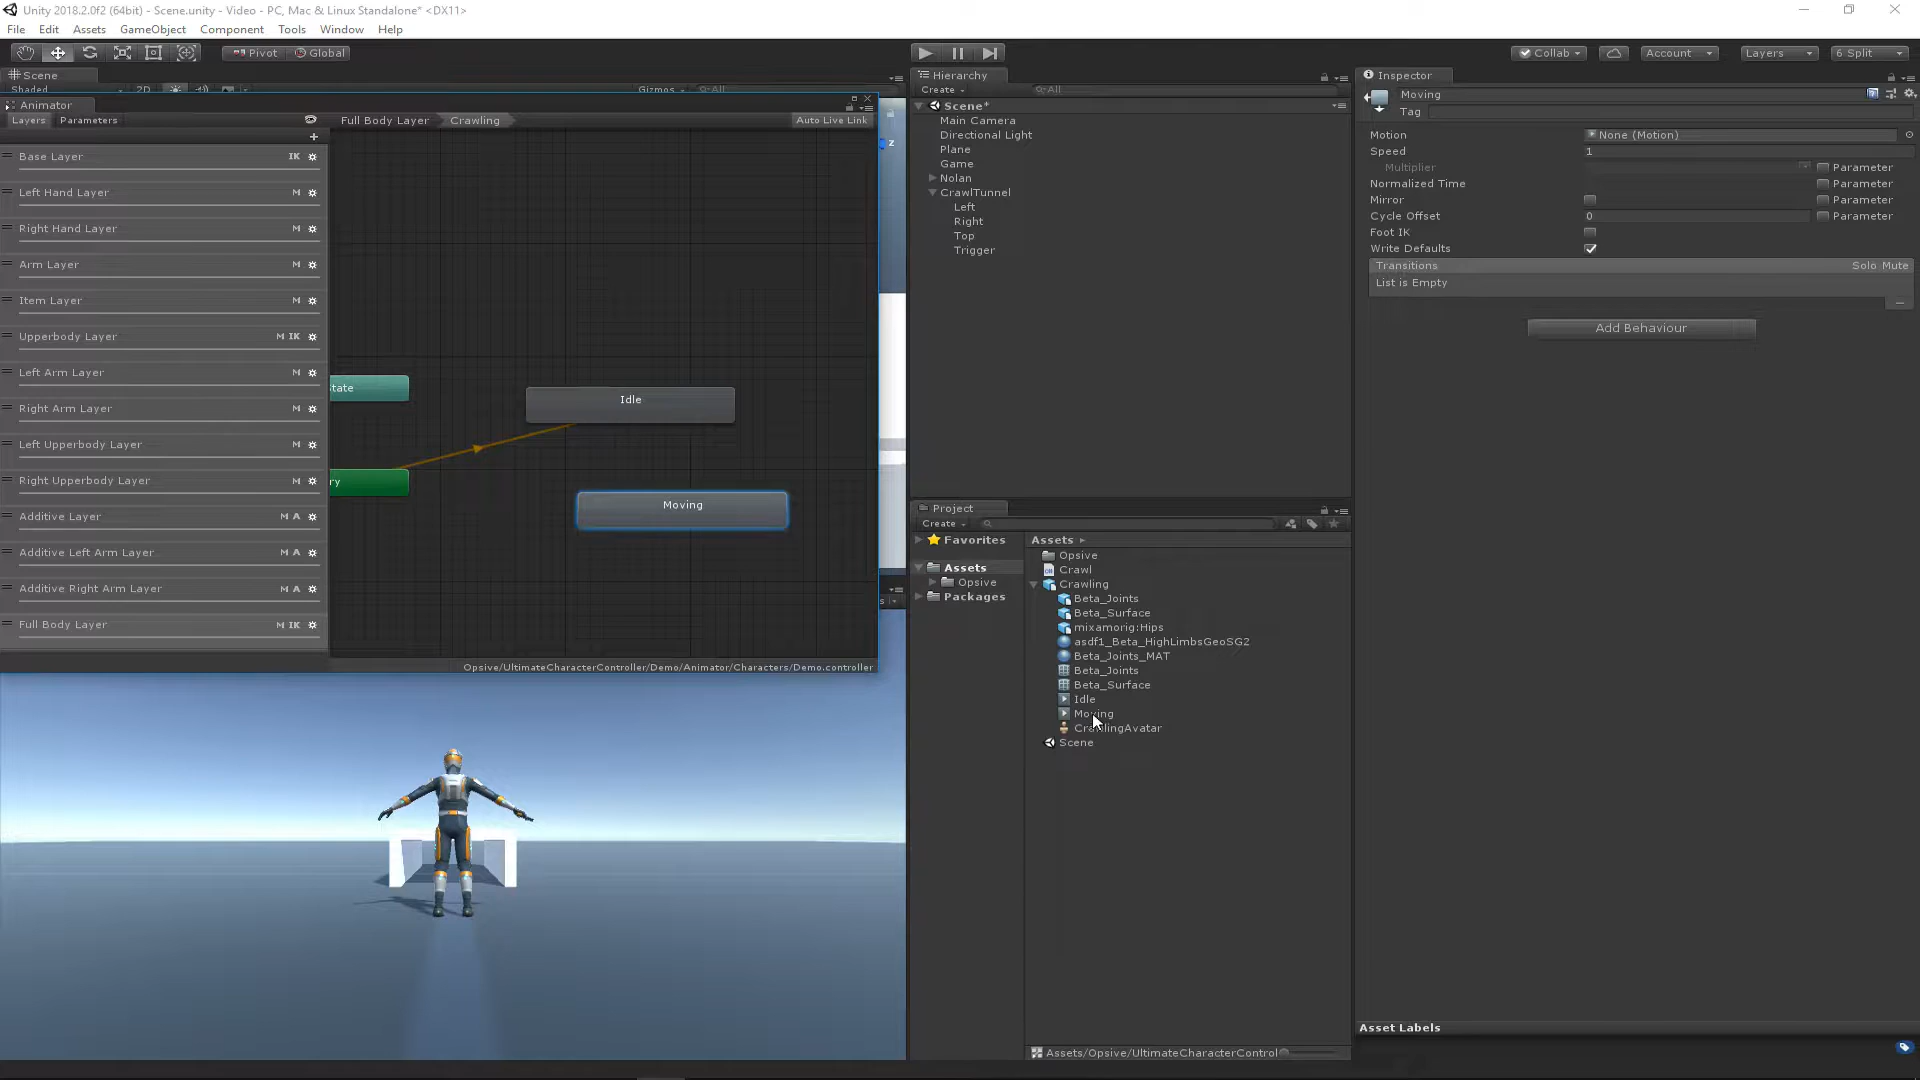 Unity 2018.2.0f2 (64bit) - Scene.unity - Video - PC, Mac & Linux Standalone* <DX11>
File Edit Assets GameObject Component Tools Window Help
Pivot Global
Collab Account Layers 6 Split
Scene
Shaded 2D Gizmos All
Animator
Layers Parameters Full Body Layer Crawling Auto Live Link
Base Layer IK
Left Hand Layer M
Right Hand Layer M
Arm Layer M
Item Layer M
Upperbody Layer M IK
Left Arm Layer M
Right Arm Layer M
Left Upperbody Layer M
Right Upperbody Layer M
Additive Layer M A
Additive Left Arm Layer M A
Additive Right Arm Layer M A
Full Body Layer M IK
tate
Idle
ry
Moving
Opsive/UltimateCharacterController/Demo/Animator/Characters/Demo.controller
z
Hierarchy
Create All
Scene*
Main Camera
Directional Light
Plane
Game
Nolan
CrawlTunnel
Left
Right
Top
Trigger
Project
Create
Favorites
Assets
Opsive
Packages
Assets
Opsive
Crawl
Crawling
Beta_Joints
Beta_Surface
mixamorig:Hips
asdf1_Beta_HighLimbsGeoSG2
Beta_Joints_MAT
Beta_Joints
Beta_Surface
Idle
Moving
CrawlingAvatar
Scene
Assets/Opsive/UltimateCharacterControl
Inspector
Moving
Tag
Motion None (Motion)
Speed 1
Multiplier Parameter
Normalized Time Parameter
Mirror Parameter
Cycle Offset 0 Parameter
Foot IK
Write Defaults
Transitions Solo Mute
List is Empty
Add Behaviour
Asset Labels